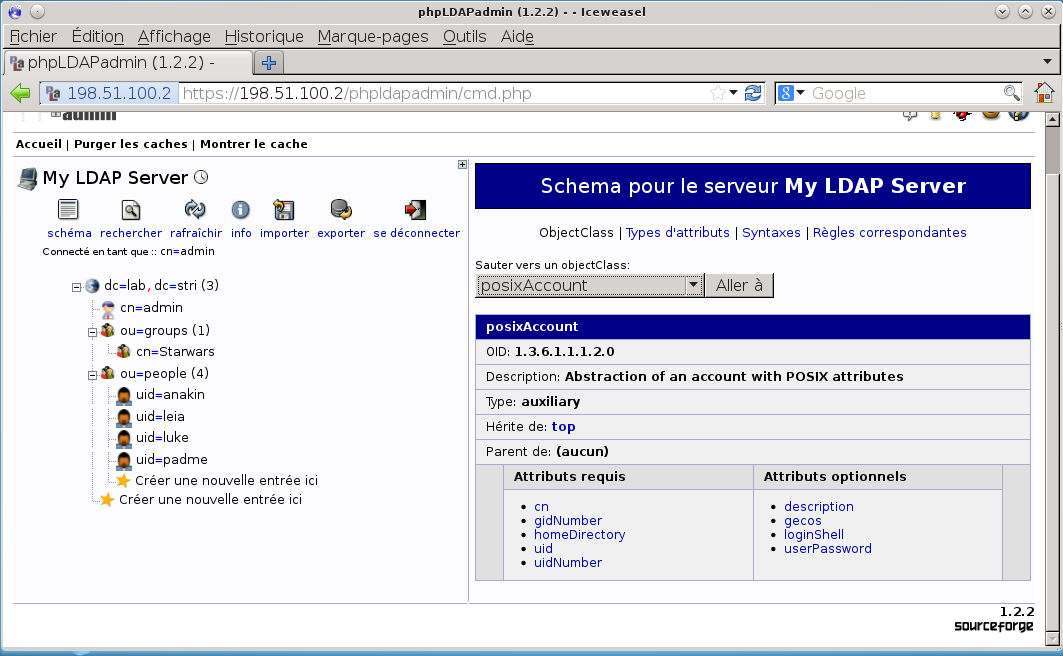 phpLDAPadmin (1.2.2) - - Iceweasel
Fichier Édition Affichage Historique Marque-pages Outils Aide
phpLDAPadmin (1.2.2) -
198.51.100.2 https://198.51.100.2/phpldapadmin/cmd.php
Google
admin
Accueil | Purger les caches | Montrer le cache
My LDAP Server
schéma rechercher rafraîchir info importer exporter se déconnecter
Connecté en tant que :: cn=admin
dc=lab, dc=stri (3)
cn=admin
ou=groups (1)
cn=Starwars
ou=people (4)
uid=anakin
uid=leia
uid=luke
uid=padme
Créer une nouvelle entrée ici
Créer une nouvelle entrée ici
Schema pour le serveur My LDAP Server
ObjectClass | Types d'attributs | Syntaxes | Règles correspondantes
Sauter vers un objectClass:
posixAccount Aller à
posixAccount
OID: 1.3.6.1.1.1.2.0
Description: Abstraction of an account with POSIX attributes
Type: auxiliary
Hérite de: top
Parent de: (aucun)
Attributs requis
cn
gidNumber
homeDirectory
uid
uidNumber
Attributs optionnels
description
gecos
loginShell
userPassword
1.2.2
sourceforge